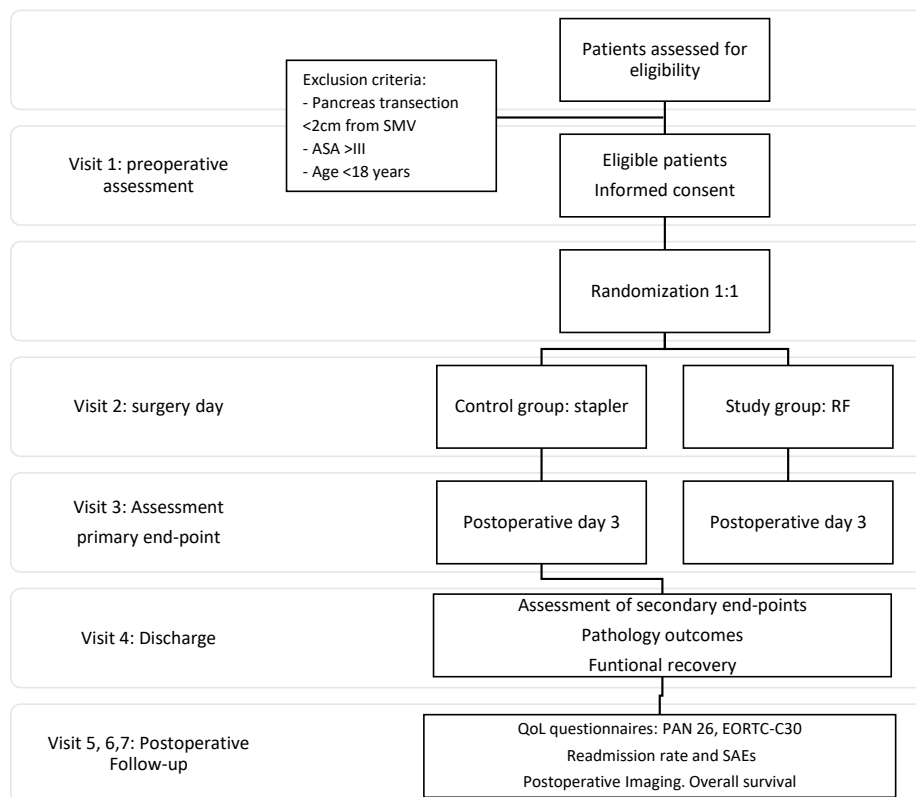 Patients assessed for
eligibility
Exclusion criteria:
- Pancreas transection
<2cm from SMV
- ASA >III
- Age <18 years
Visit 1: preoperative
assessment
Eligible patients
Informed consent
Randomization 1:1
Visit 2: surgery day
Control group: stapler
Study group: RF
Visit 3: Assessment
primary end-point
Postoperative day 3
Postoperative day 3
Visit 4: Discharge
Assessment of secondary end-points
Pathology outcomes
Funtional recovery
Visit 5, 6,7: Postoperative
Follow-up
QoL questionnaires: PAN 26, EORTC-C30
Readmission rate and SAEs
Postoperative Imaging. Overall survival